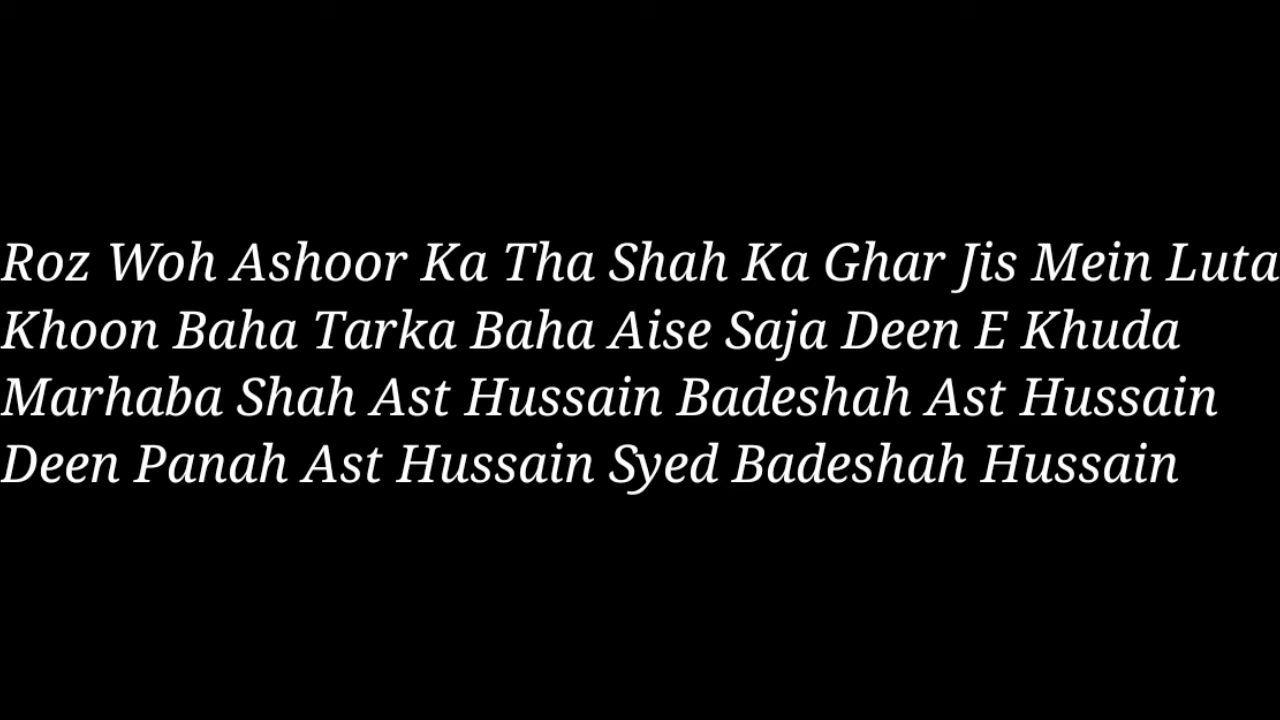 Roz Woh Ashoor Ka Tha Shah Ka Ghar Jis Mein Luta
Khoon Baha Tarka Baha Aise Saja Deen E Khuda
Marhaba Shah Ast Hussain Badeshah Ast Hussain
Deen Panah Ast Hussain Syed Badeshah Hussain